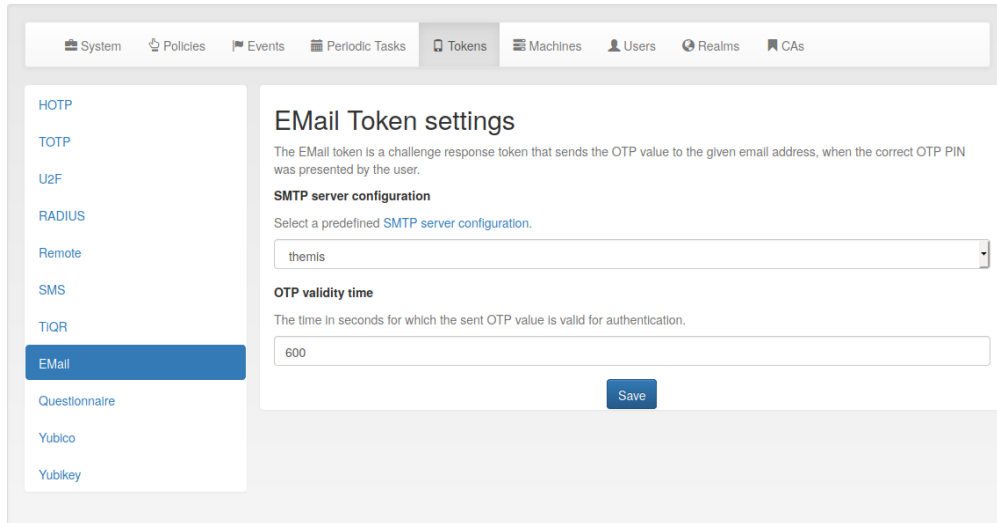 System Policies Events Periodic Tasks Tokens Machines Users Realms CAs
HOTP
TOTP
U2F
RADIUS
Remote
SMS
TiQR
EMail
Questionnaire
Yubico
Yubikey
EMail Token settings
The EMail token is a challenge response token that sends the OTP value to the given email address, when the correct OTP PIN
was presented by the user.
SMTP server configuration
Select a predefined SMTP server configuration.
themis
OTP validity time
The time in seconds for which the sent OTP value is valid for authentication.
600
Save